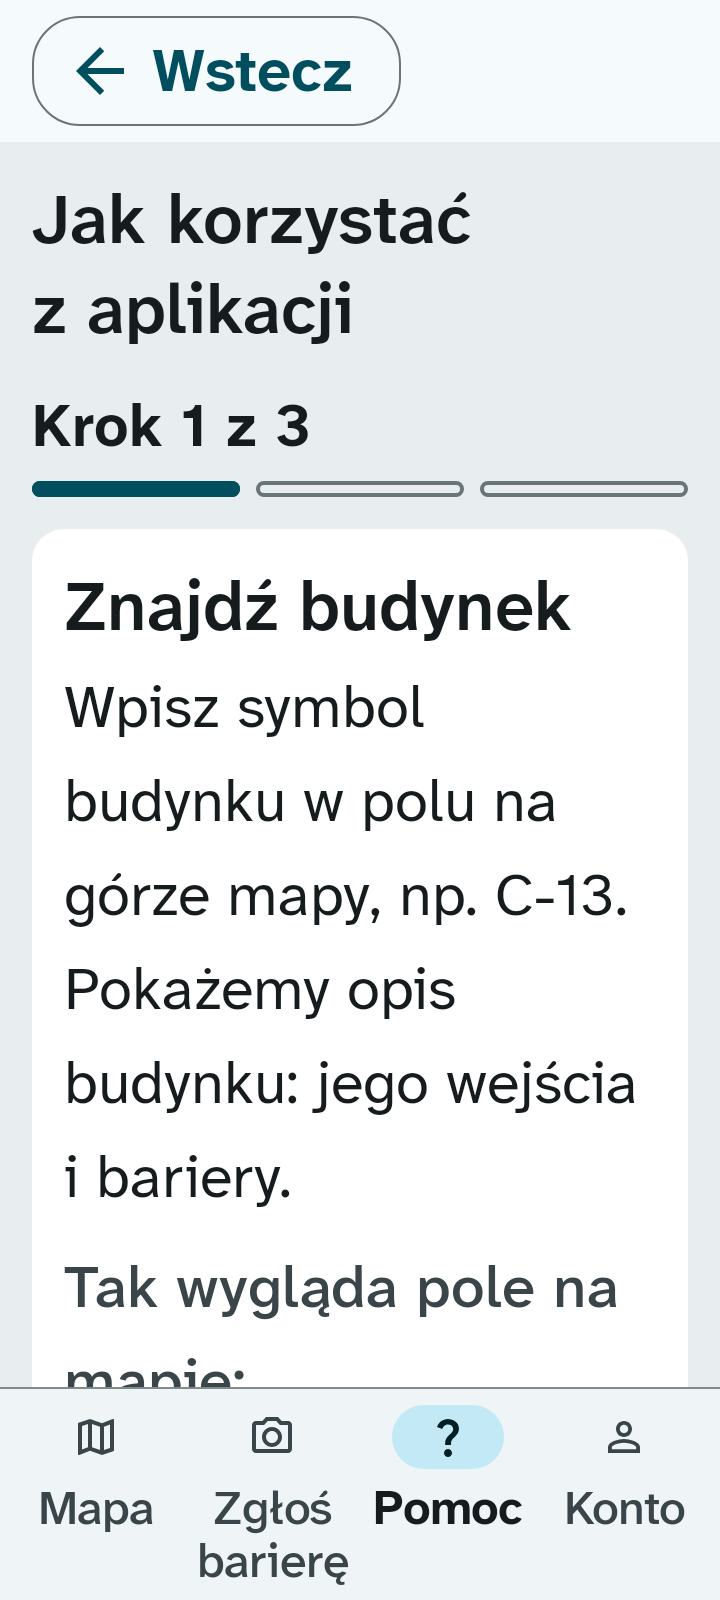 Wstecz
Jak korzystać
z aplikacji
Krok 1 z 3
Znajdź budynek
Wpisz symbol
budynku w polu na
górze mapy, np. C-13.
Pokażemy opis
budynku: jego wejścia
i bariery.
Tak wygląda pole na
mapie:
?
Mapa
Zgłoś
barierę
Pomoc
Konto